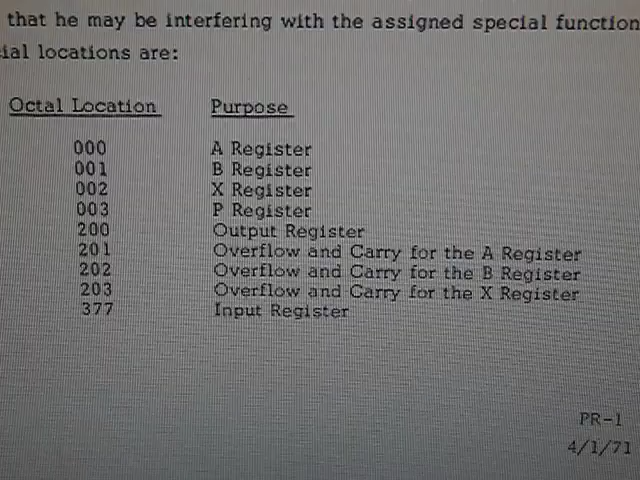 that he may be interfering with the assigned special function
ial locations are:
Octal Location Purpose
000 A Register
001 B Register
002 X Register
003 P Register
200 Output Register
201 Overflow and Carry for the A Register
202 Overflow and Carry for the B Register
203 Overflow and Carry for the X Register
377 Input Register
PR-1
4/1/71